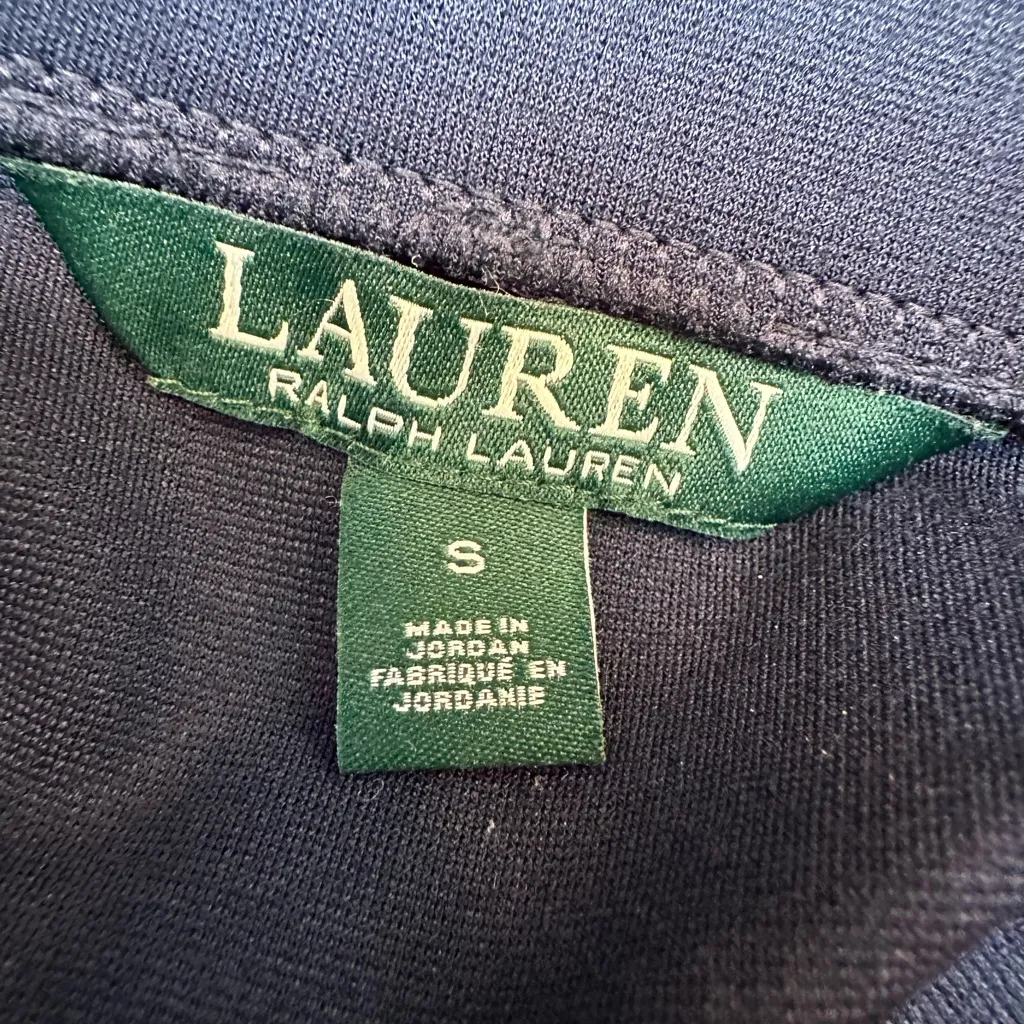 LAUREN
RALPH LAUREN
S
MADE IN
JORDAN
FABRIQUÉ EN
JORDANIE